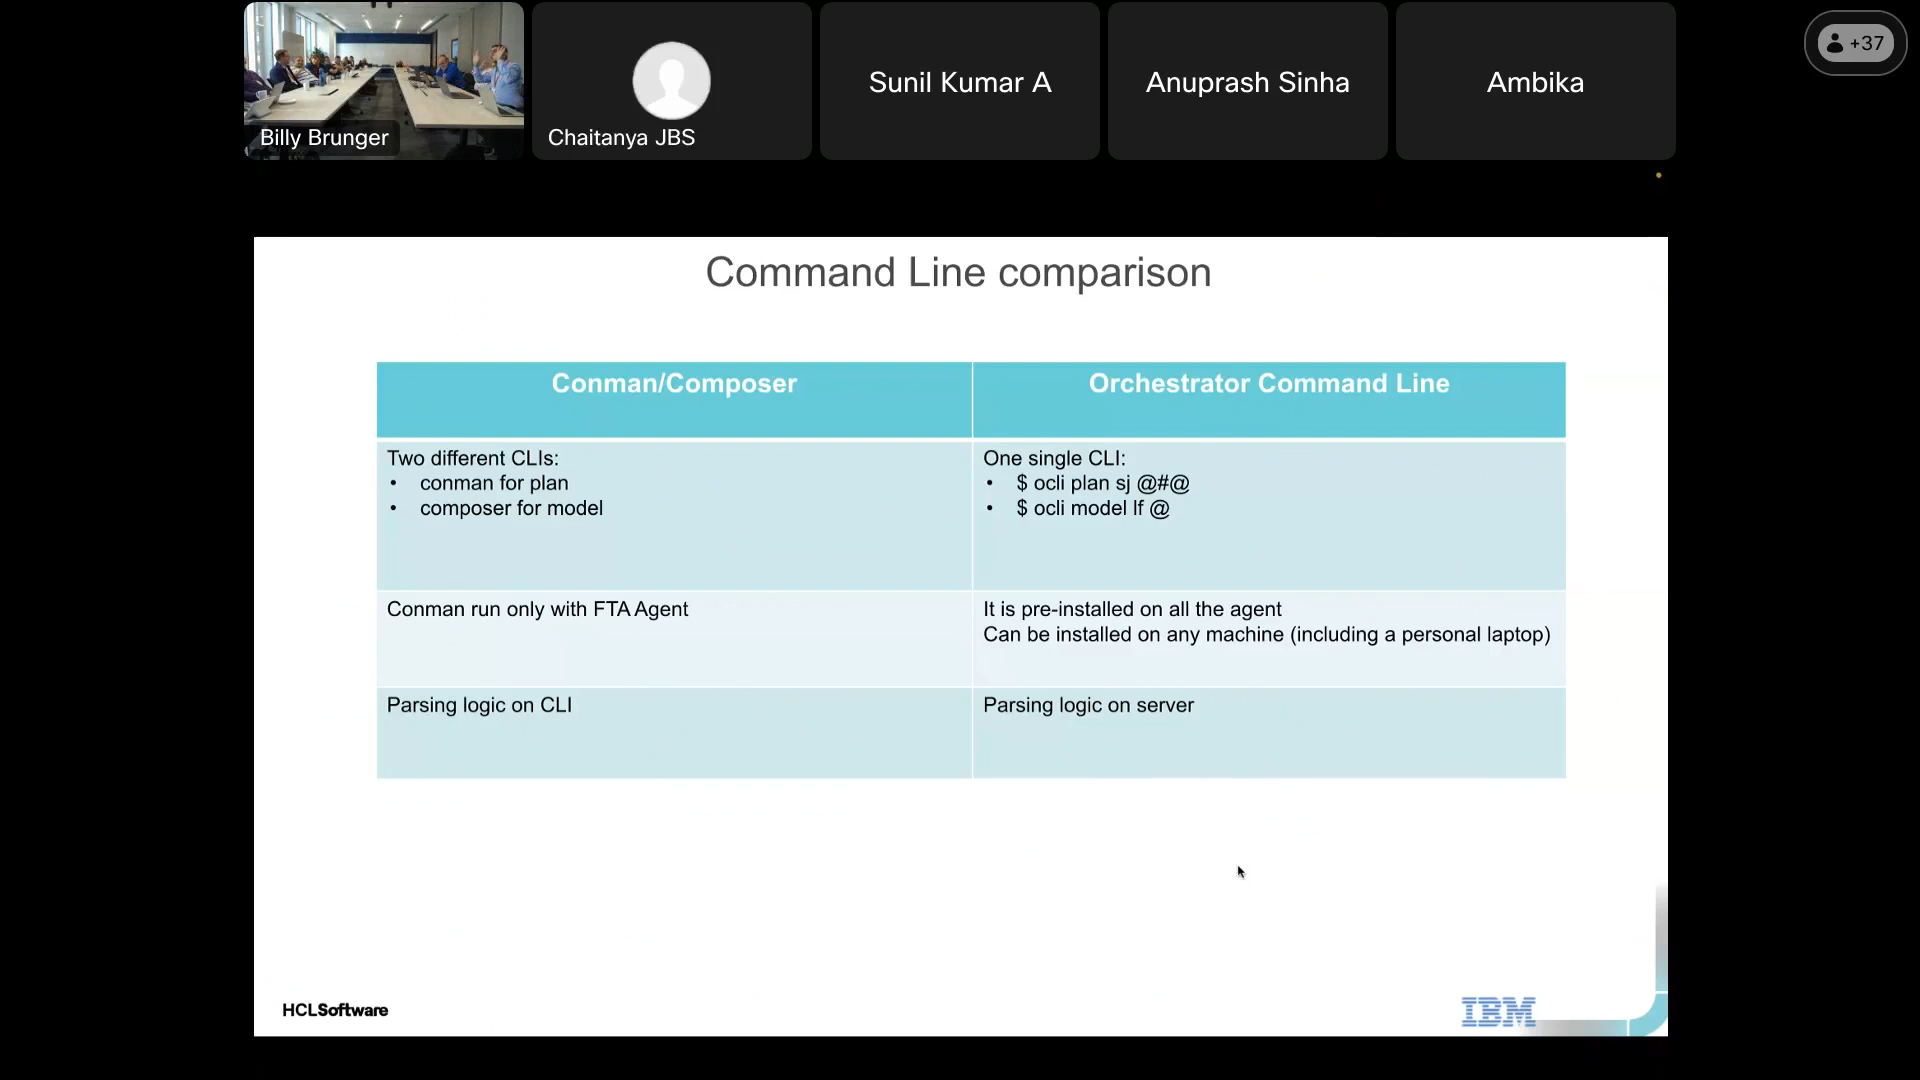 +37
Sunil Kumar A
Anuprash Sinha
Ambika
Billy Brunger
Chaitanya JBS
Command Line comparison
Conman/Composer
Orchestrator Command Line
Two different CLIs:
• conman for plan
• composer for model
One single CLI:
• $ ocli plan sj @#@
• $ ocli model lf @
Conman run only with FTA Agent
It is pre-installed on all the agent
Can be installed on any machine (including a personal laptop)
Parsing logic on CLI
Parsing logic on server
HCLSoftware
IBM